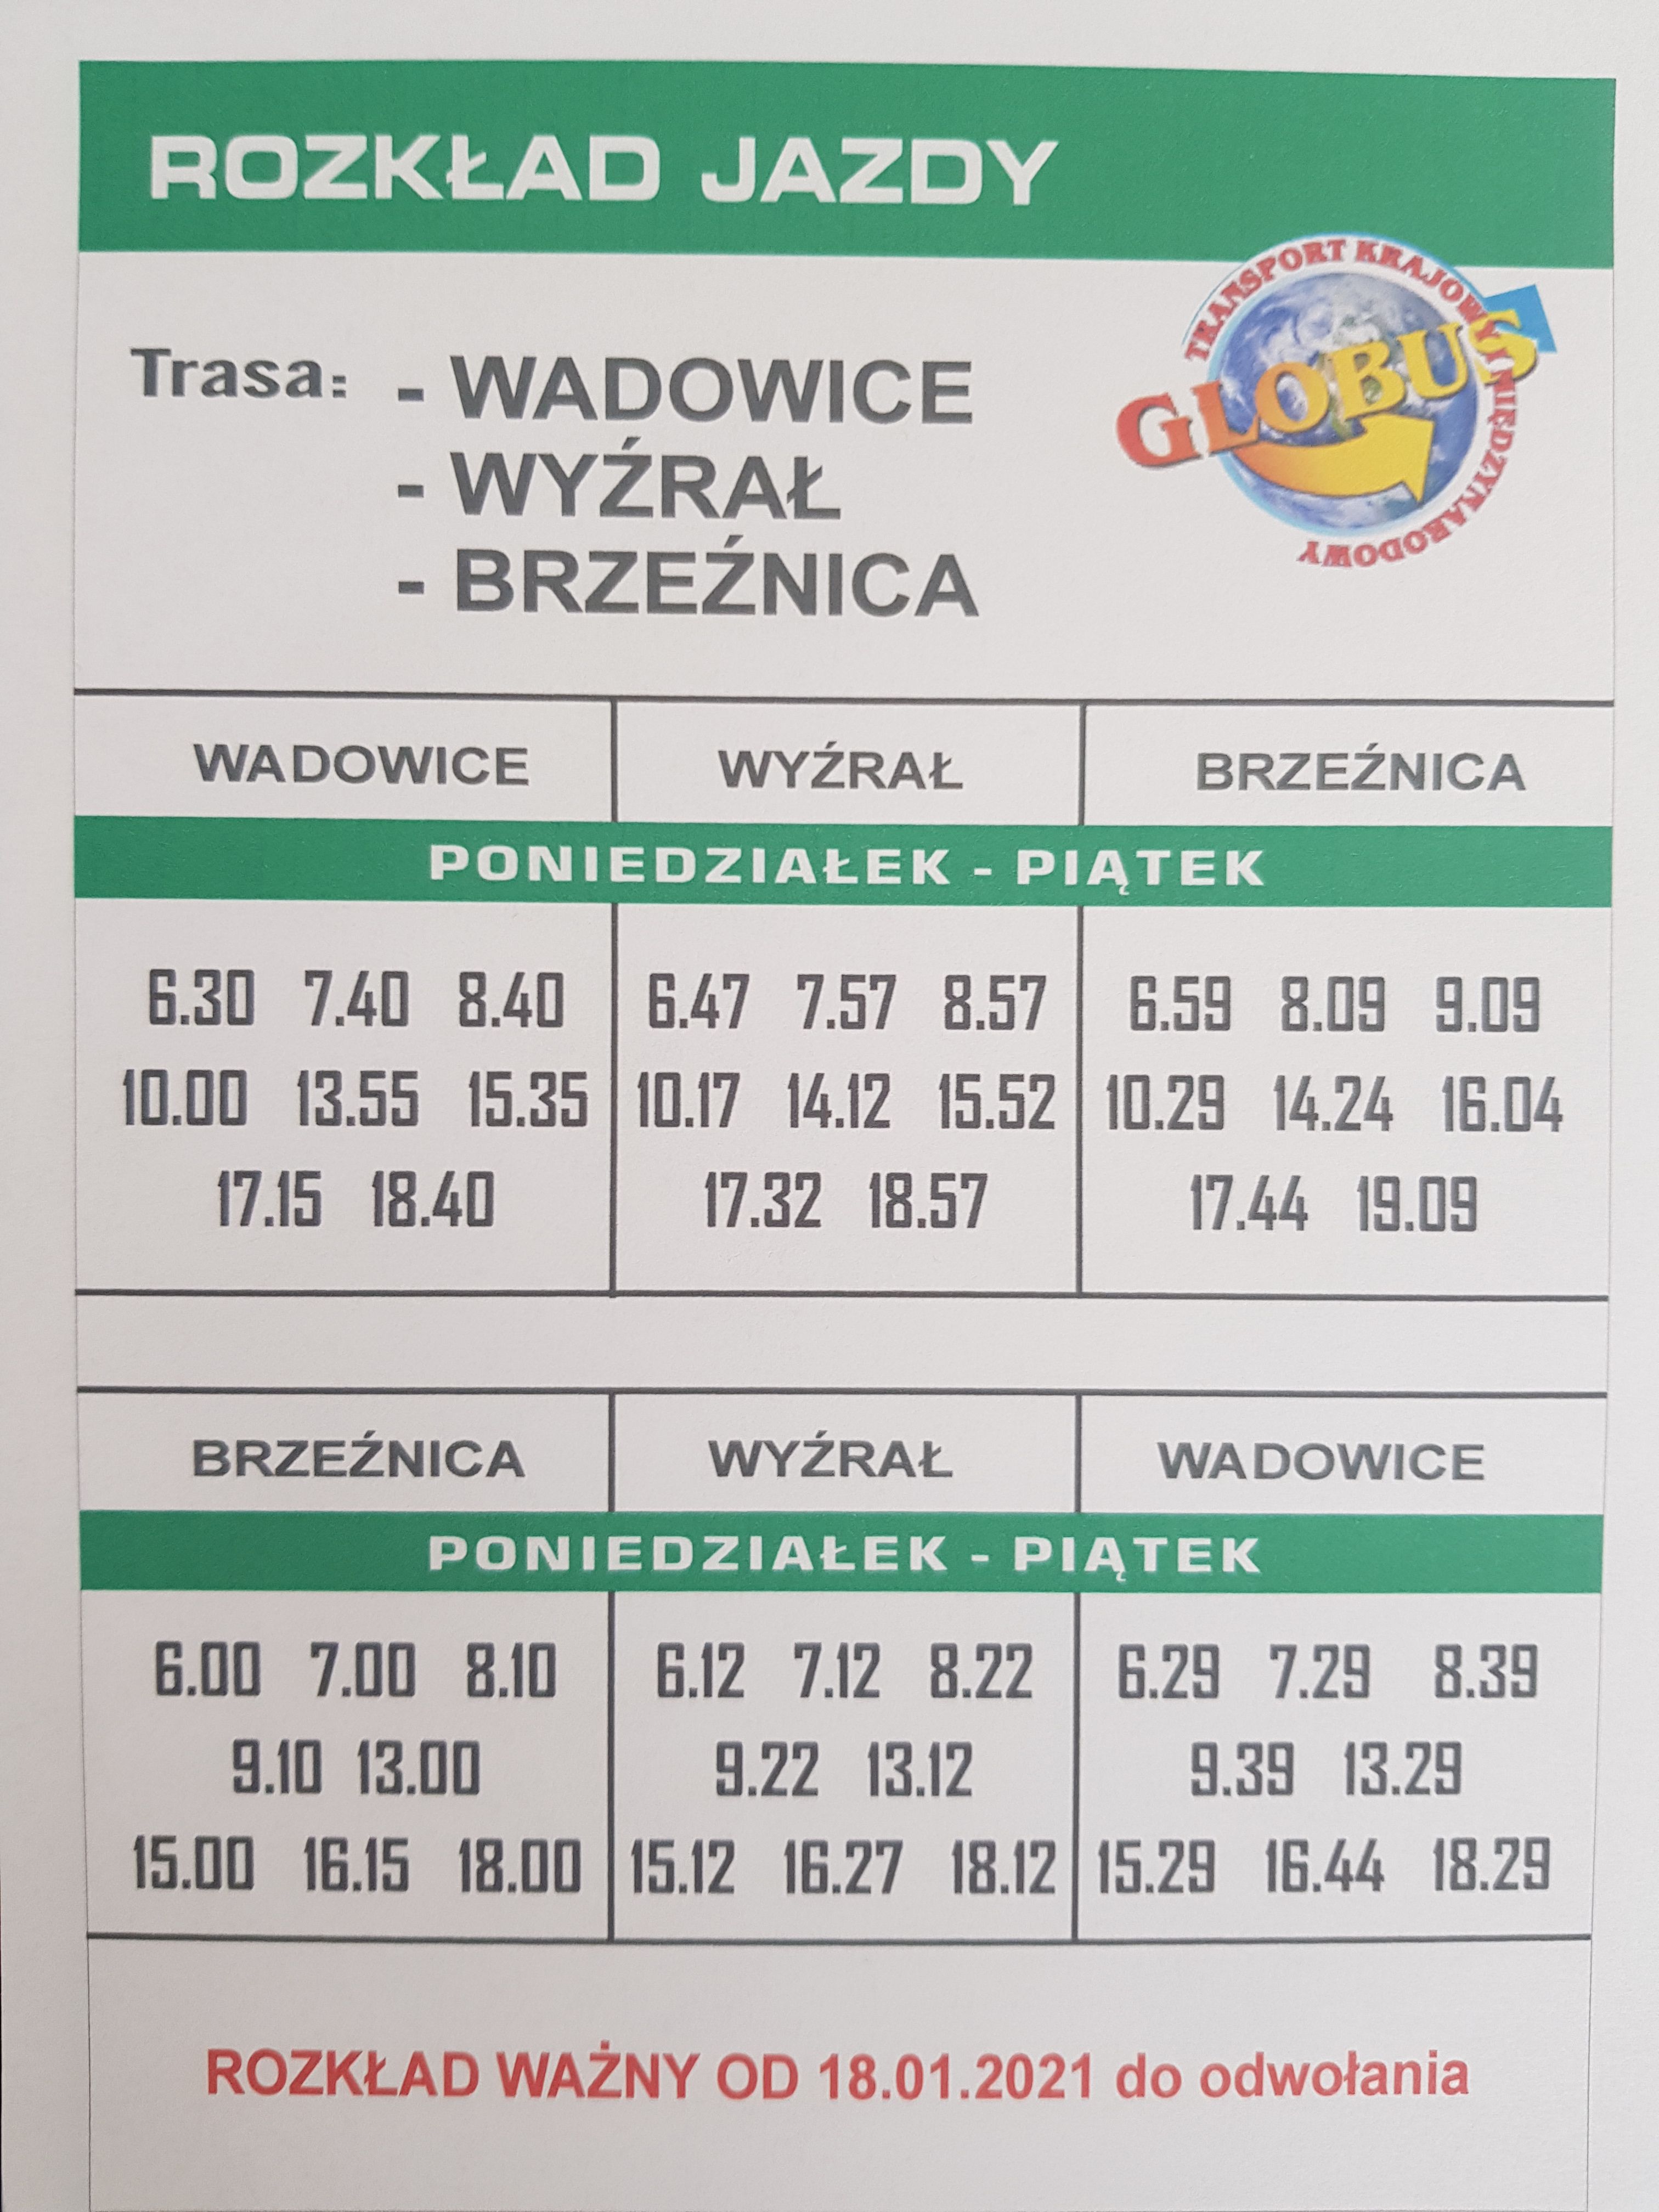 ROZKŁAD JAZDY
TRANSPORT KRAJOWY I MIĘDZYNARODOWY
GLOBUS
Trasa: - WADOWICE
- WYŹRAŁ
- BRZEŹNICA
WADOWICE WYŹRAŁ BRZEŹNICA
PONIEDZIAŁEK - PIĄTEK
6.30 7.40 8.40 6.47 7.57 8.57 6.59 8.09 9.09
10.00 13.55 15.35 10.17 14.12 15.52 10.29 14.24 16.04
17.15 18.40 17.32 18.57 17.44 19.09
BRZEŹNICA WYŹRAŁ WADOWICE
PONIEDZIAŁEK - PIĄTEK
6.00 7.00 8.10 6.12 7.12 8.22 6.29 7.29 8.39
9.10 13.00 9.22 13.12 9.39 13.29
15.00 16.15 18.00 15.12 16.27 18.12 15.29 16.44 18.29
ROZKŁAD WAŻNY OD 18.01.2021 do odwołania